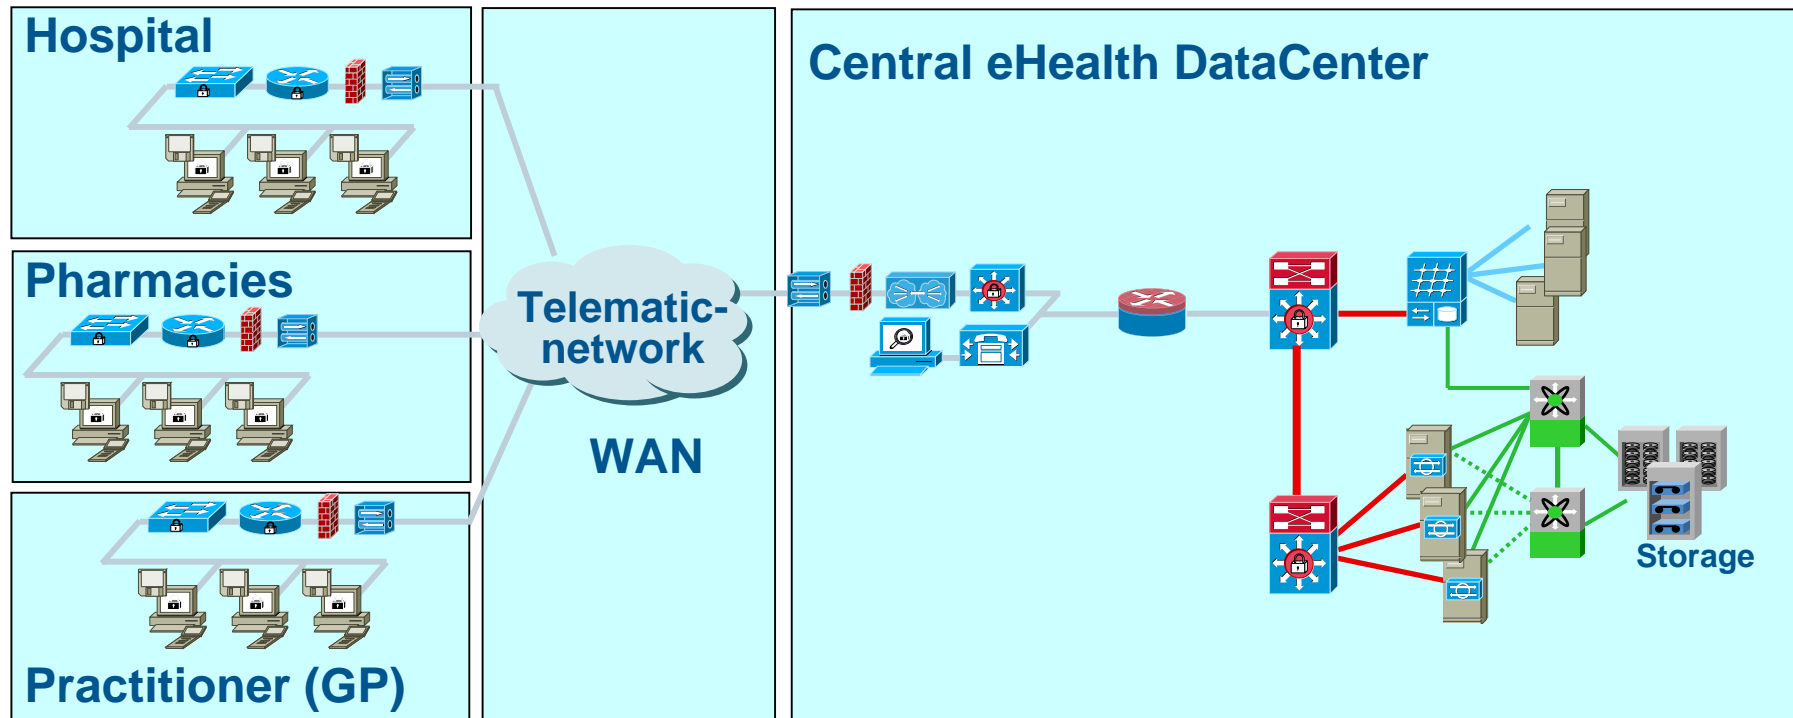 Hospital
Central eHealth DataCenter
Pharmacies
Telematic-
network
WAN
Storage
Practitioner (GP)